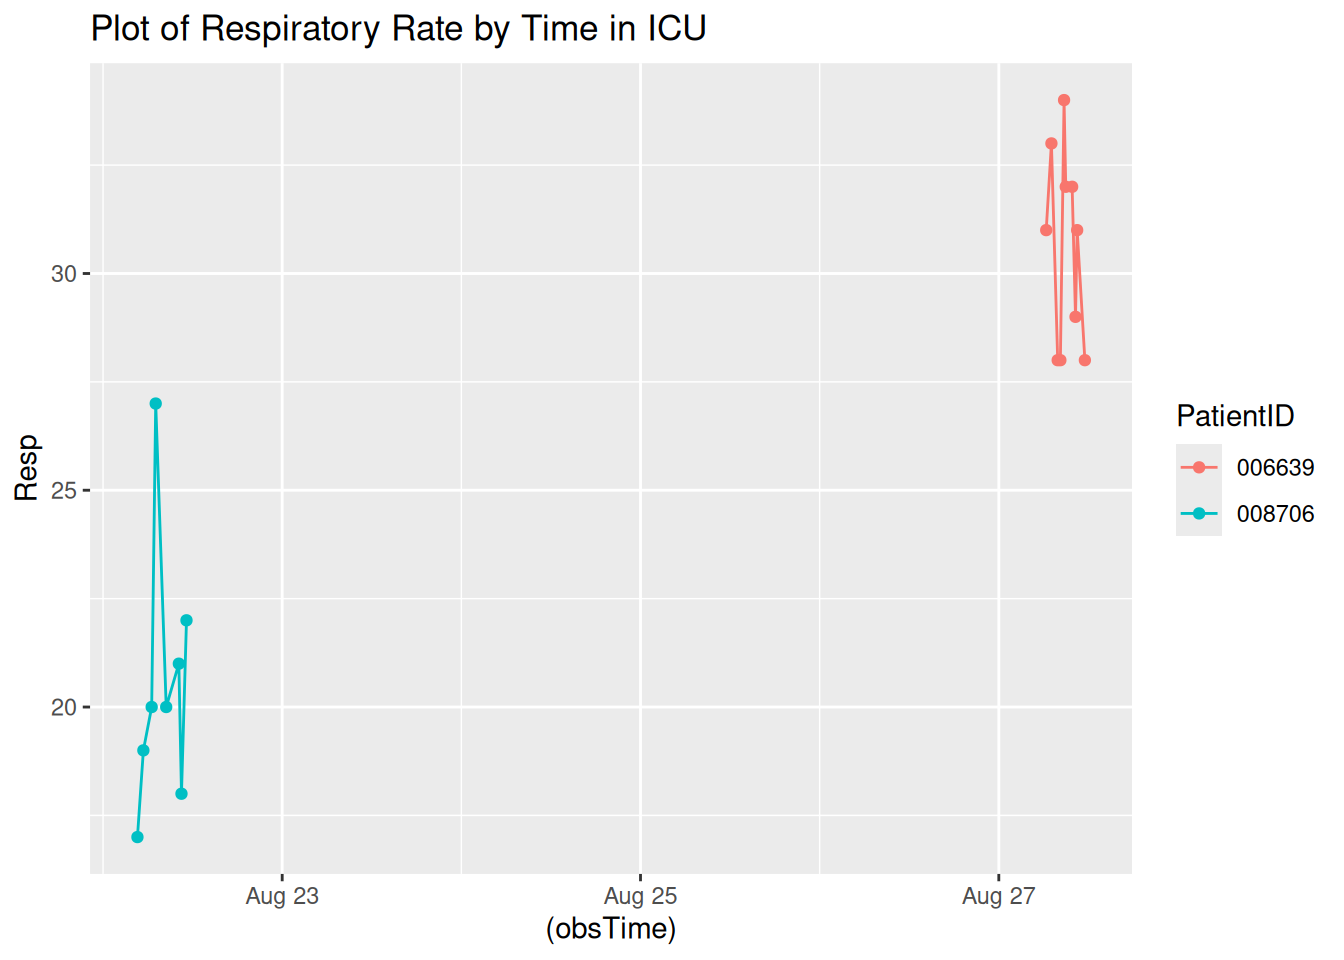 Plot of Respiratory Rate by Time in ICU
Resp
30
25
20
Aug 23
Aug 25
Aug 27
(obsTime)
PatientID
006639
008706